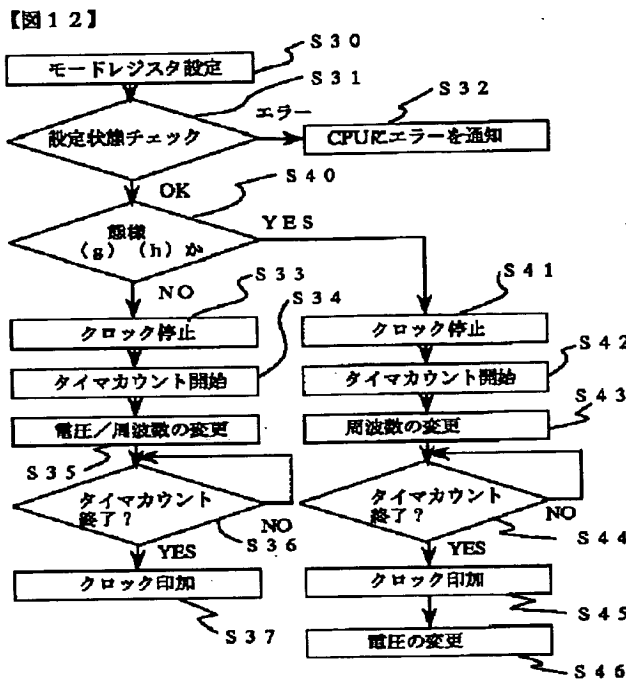 【図１２】
Ｓ３０
モードレジスタ設定
Ｓ３１
エラー
Ｓ３２
設定状態チェック
CPUにエラーを通知
OK
Ｓ４０
態様
（ｇ）（ｈ）か
YES
NO
Ｓ３３
Ｓ３４
クロック停止
タイマカウント開始
電圧／周波数の変更
Ｓ３５
タイマカウント
終了？
NO
Ｓ３６
YES
クロック印加
Ｓ３７
Ｓ４１
クロック停止
Ｓ４２
タイマカウント開始
Ｓ４３
周波数の変更
タイマカウント
終了？
NO
Ｓ４４
YES
クロック印加
Ｓ４５
電圧の変更
Ｓ４６